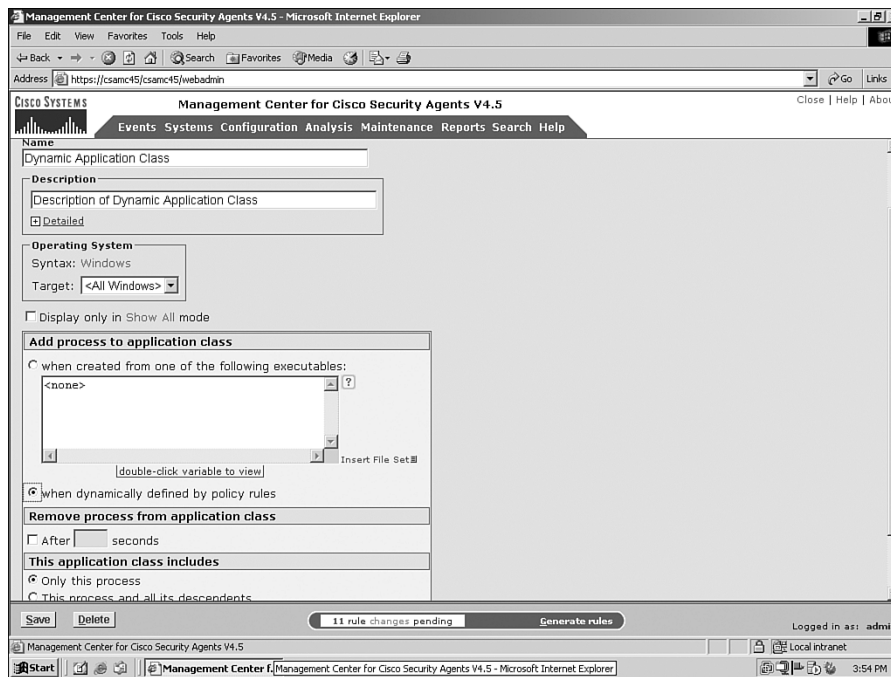 Management Center for Cisco Security Agents V4.5 - Microsoft Internet Explorer
File Edit View Favorites Tools Help
Back Search Favorites Media
Address https://csamc45/csamc45/webadmin Go Links
CISCO SYSTEMS
Management Center for Cisco Security Agents V4.5
Close | Help | Abou
Events Systems Configuration Analysis Maintenance Reports Search Help
Name
Dynamic Application Class
Description
Description of Dynamic Application Class
Detailed
Operating System
Syntax: Windows
Target: <All Windows>
Display only in Show All mode
Add process to application class
when created from one of the following executables:
<none>
?
Insert File Set
double-click variable to view
when dynamically defined by policy rules
Remove process from application class
After seconds
This application class includes
Only this process
This process and all its descendents
Save Delete
11 rule changes pending Generate rules
Logged in as: admi
Management Center for Cisco Security Agents V4.5 Local intranet
Start Management Center f. Management Center for Cisco Security Agents V4.5 - Microsoft Internet Explorer 3:54 PM